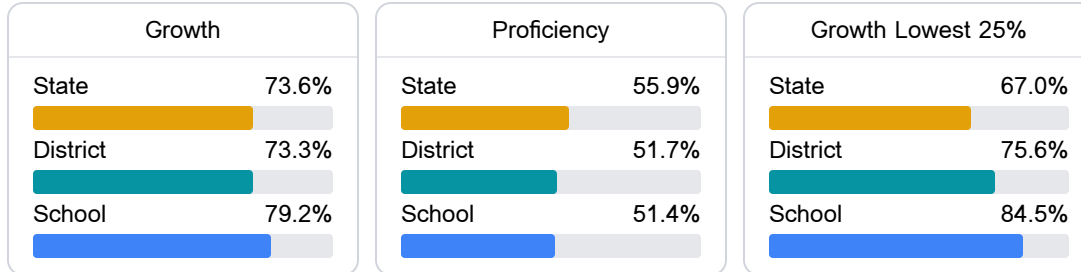 Growth
State 73.6%
District 73.3%
School 79.2%
Proficiency
State 55.9%
District 51.7%
School 51.4%
Growth Lowest 25%
State 67.0%
District 75.6%
School 84.5%